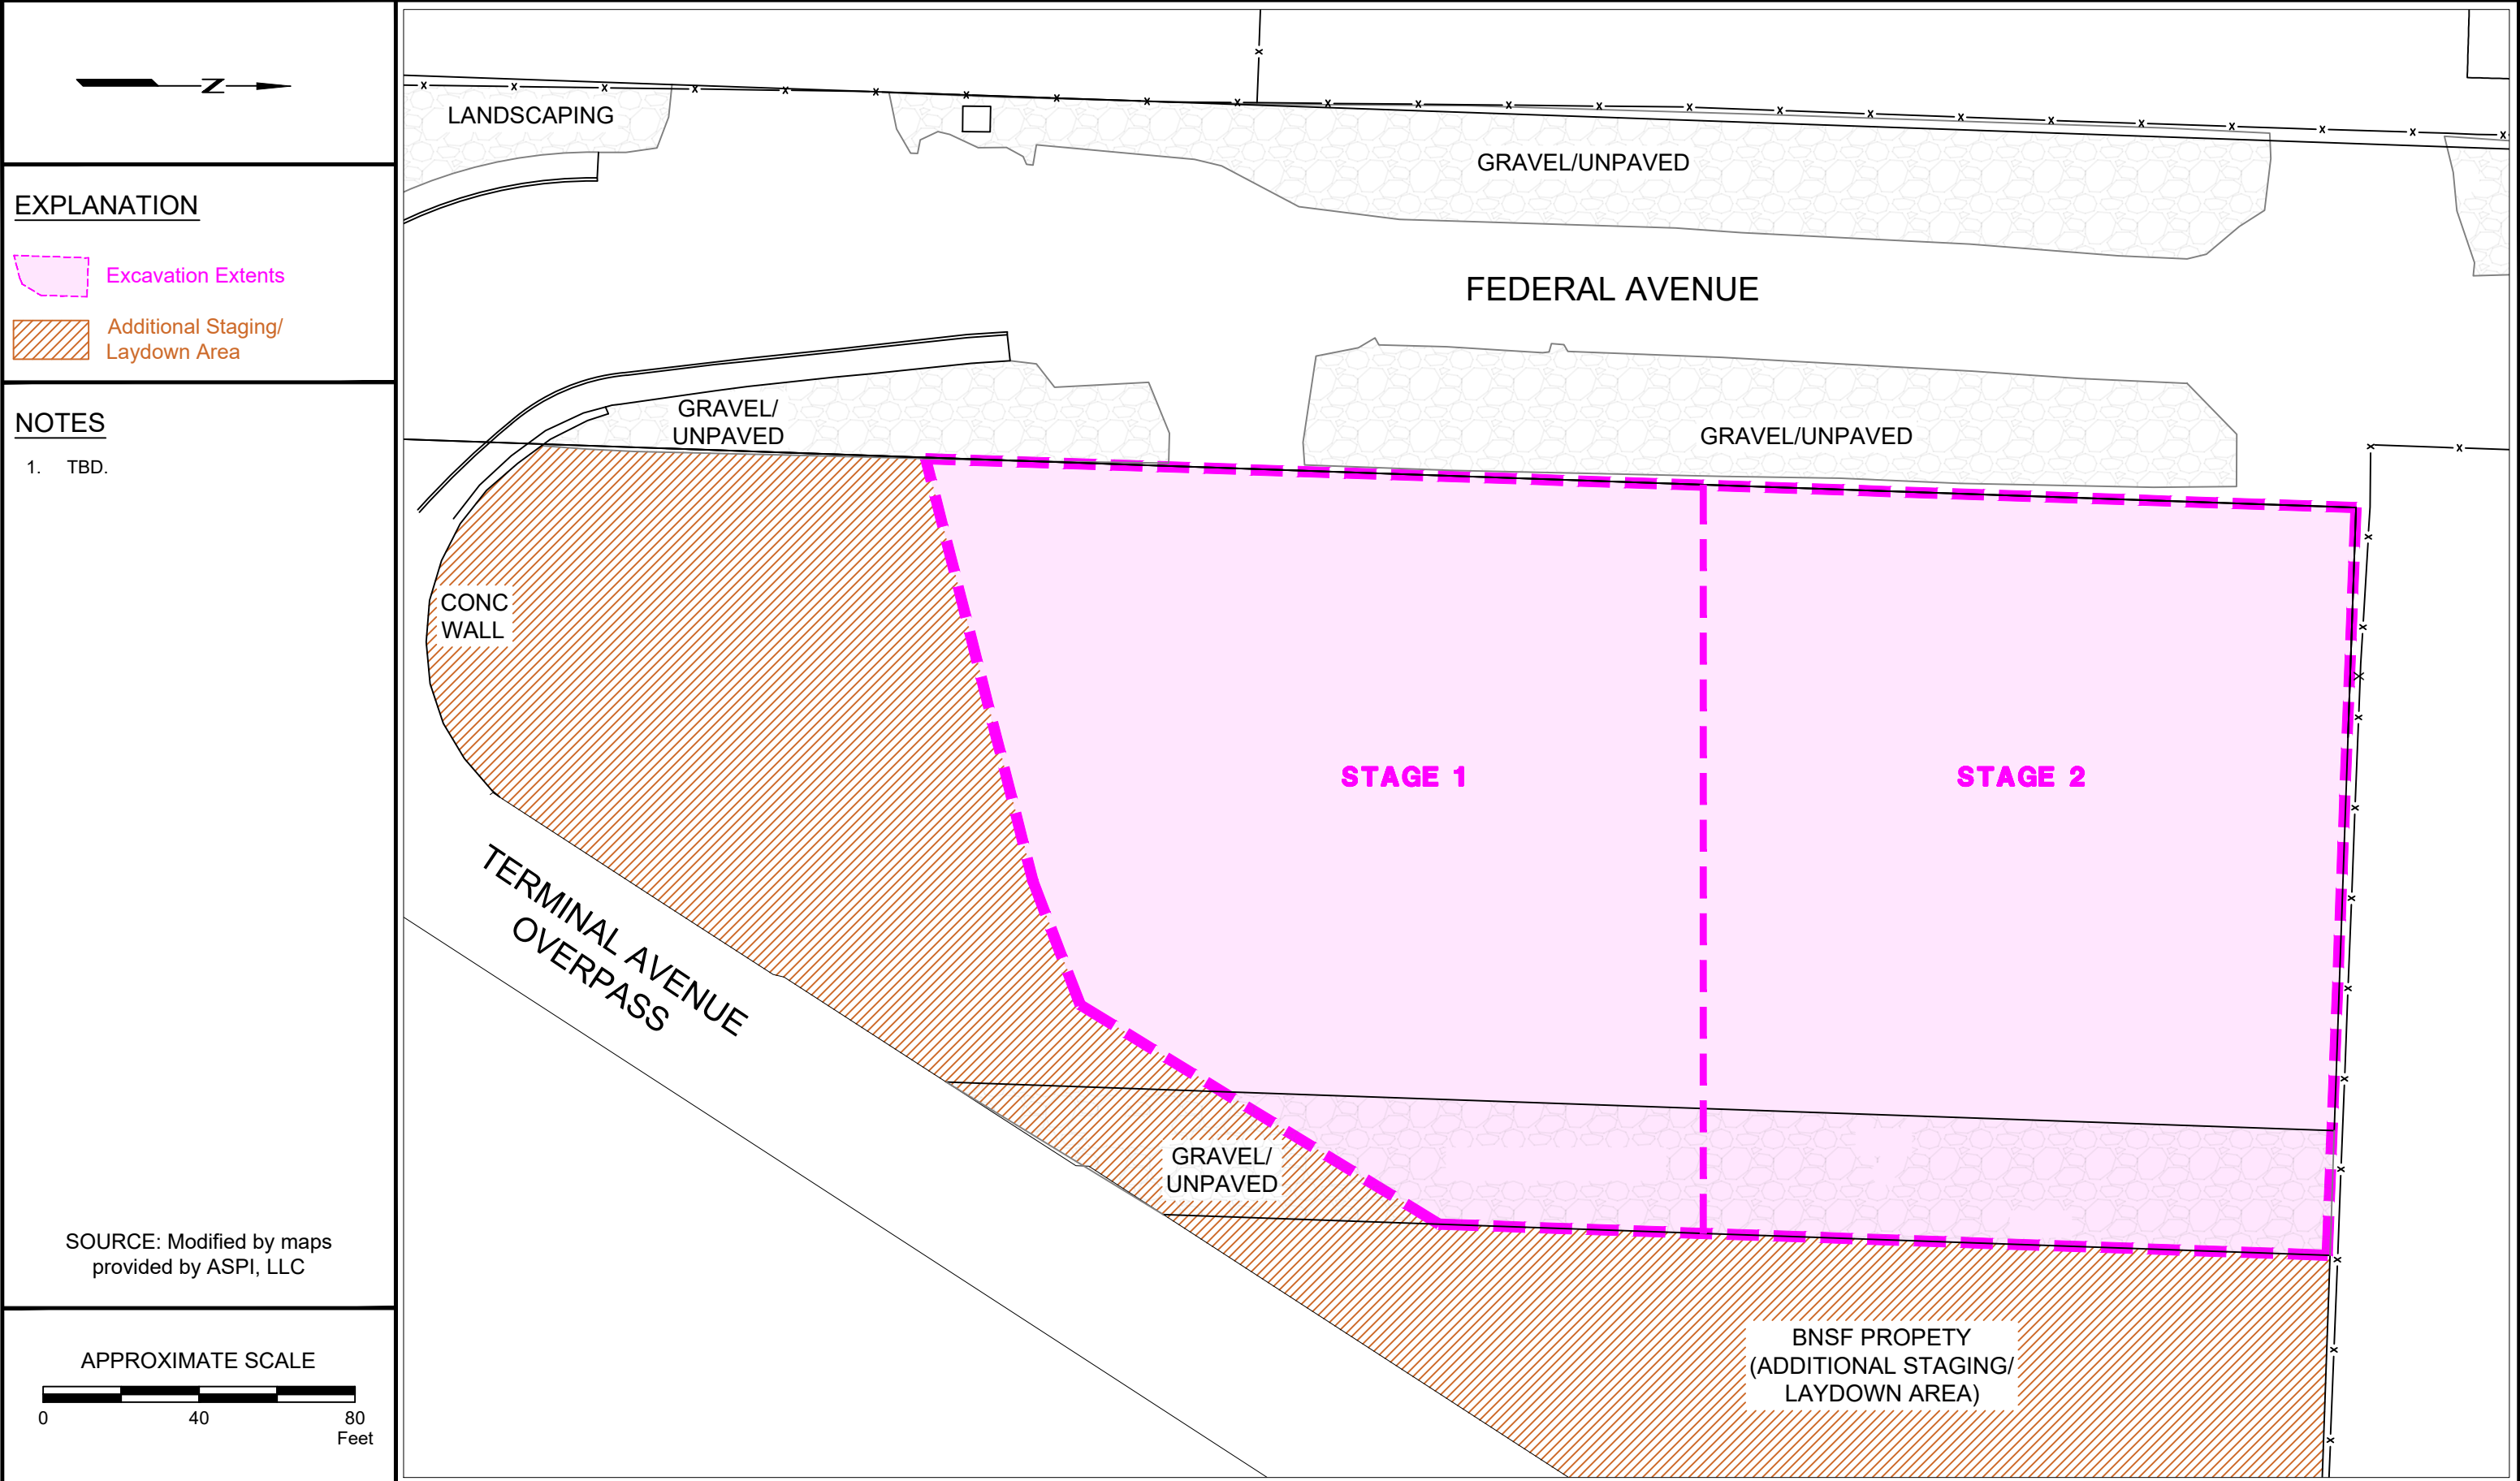 N
EXPLANATION
Excavation Extents
Additional Staging/
Laydown Area
NOTES
1. TBD.
SOURCE: Modified by maps
provided by ASPI, LLC
APPROXIMATE SCALE
0 40 80
Feet
LANDSCAPING
GRAVEL/UNPAVED
FEDERAL AVENUE
GRAVEL/
UNPAVED
GRAVEL/UNPAVED
CONC
WALL
STAGE 1
STAGE 2
TERMINAL AVENUE
OVERPASS
GRAVEL/
UNPAVED
BNSF PROPETY
(ADDITIONAL STAGING/
LAYDOWN AREA)